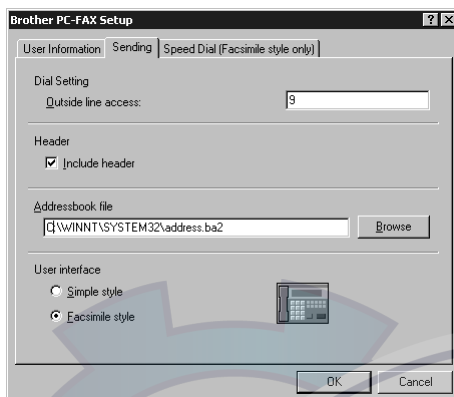 Brother PC-FAX Setup
User Information Sending Speed Dial (Facsimile style only)
Dial Setting
Outside line access: 9
Header
Include header
Addressbook file
C:\WINNT\SYSTEM32\address.ba2 Browse
User interface
Simple style
Facsimile style
OK Cancel